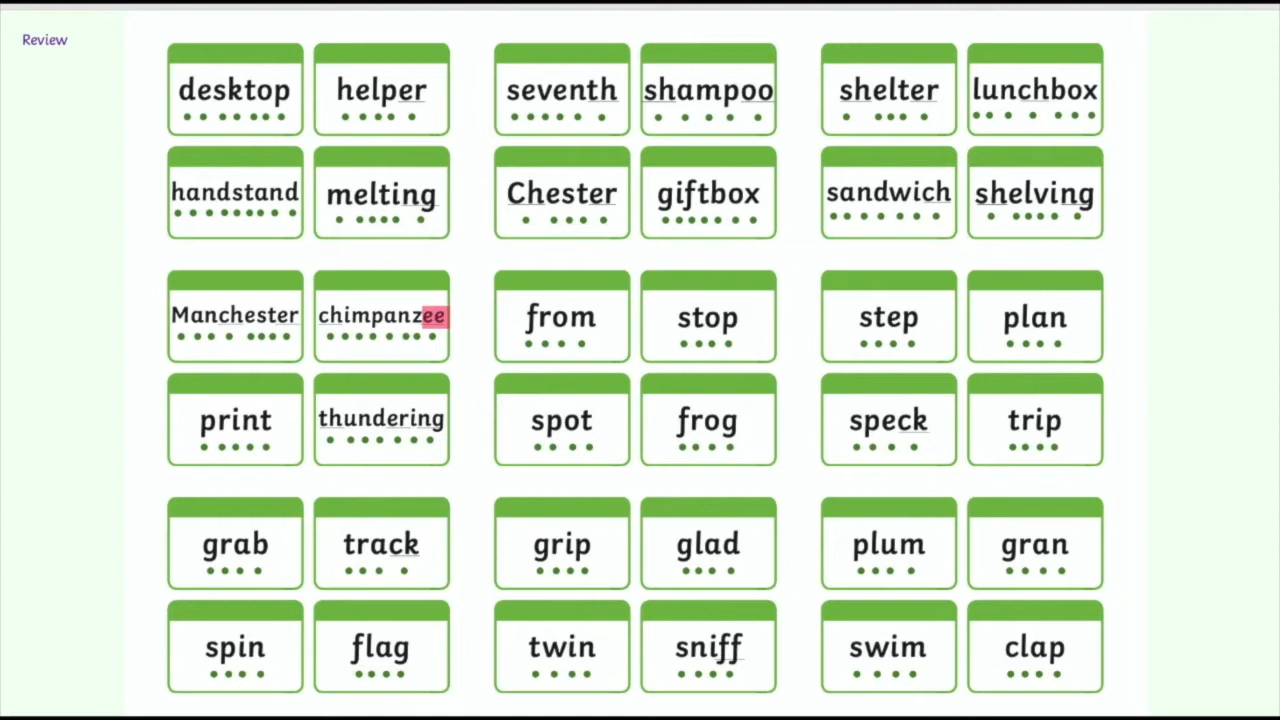 Review
desktop helper seventh shampoo shelter lunchbox
handstand melting Chester giftbox sandwich shelving
Manchester chimpanzee from stop step plan
print thundering spot frog speck trip
grab track grip glad plum gran
spin flag twin sniff swim clap